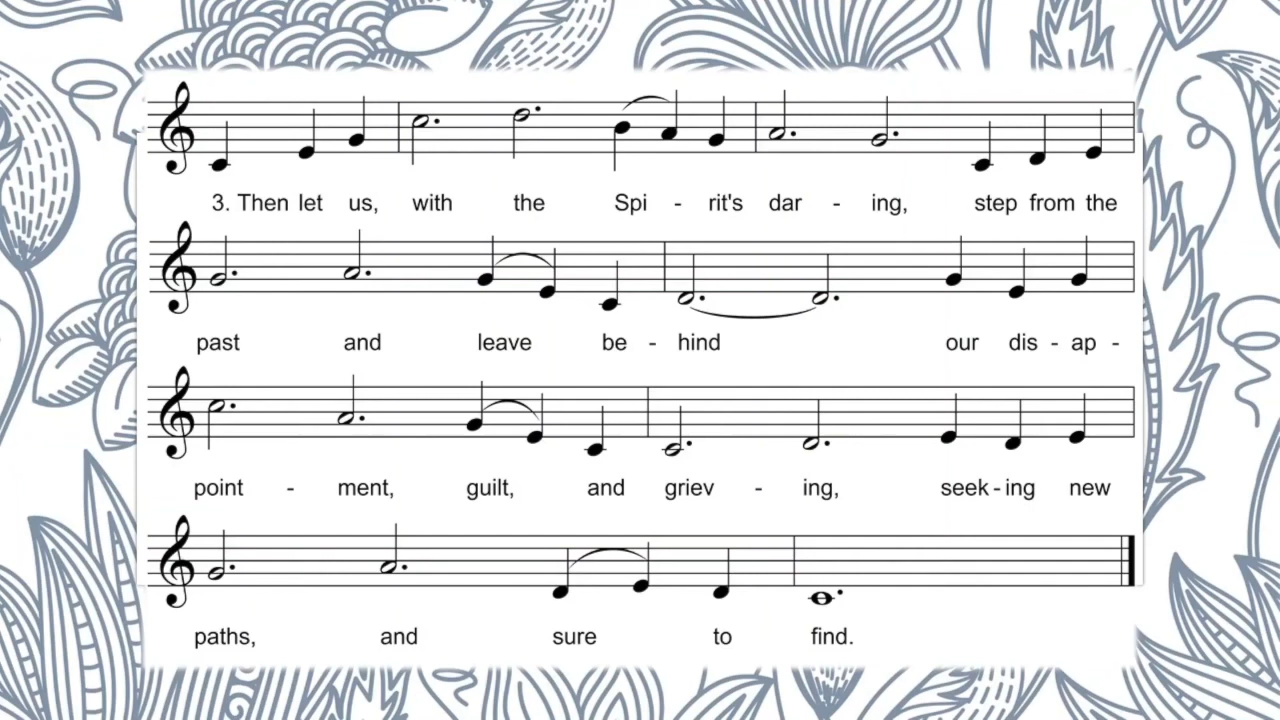 3. Then let us, with the Spi - rit's dar - ing, step from the
past and leave be - hind our dis - ap -
point - ment, guilt, and griev - ing, seek - ing new
paths, and sure to find.